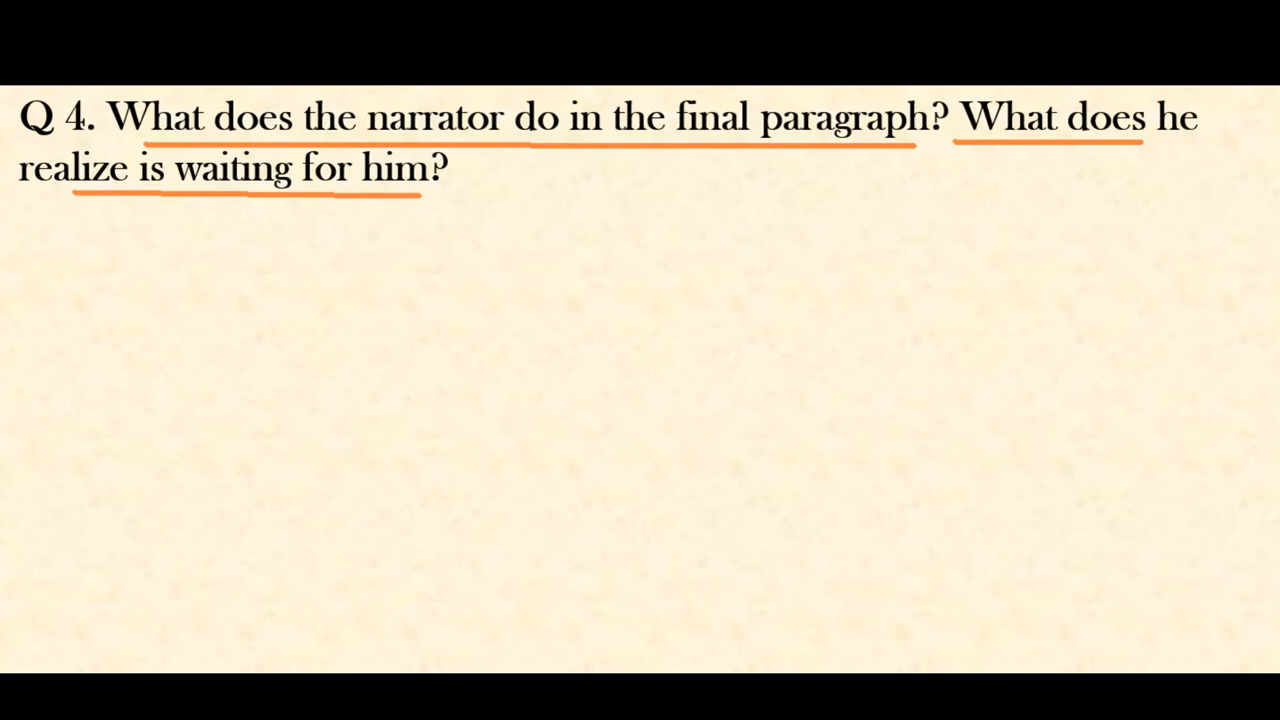 Q 4. What does the narrator do in the final paragraph? What does he
realize is waiting for him?